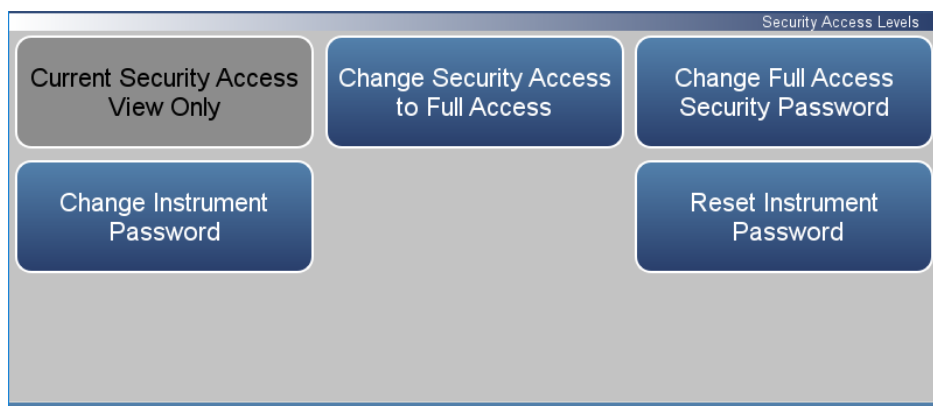 Security Access Levels
Current Security Access
View Only
Change Security Access
to Full Access
Change Full Access
Security Password
Change Instrument
Password
Reset Instrument
Password